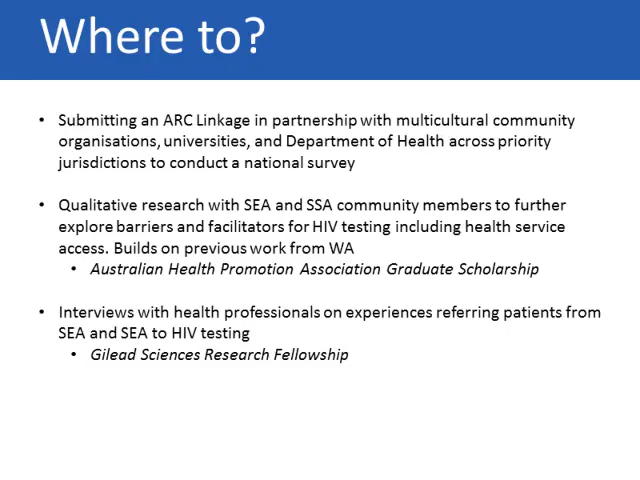 Where to?
• Submitting an ARC Linkage in partnership with multicultural community
organisations, universities, and Department of Health across priority
jurisdictions to conduct a national survey
• Qualitative research with SEA and SSA community members to further
explore barriers and facilitators for HIV testing including health service
access. Builds on previous work from WA
• Australian Health Promotion Association Graduate Scholarship
• Interviews with health professionals on experiences referring patients from
SEA and SEA to HIV testing
• Gilead Sciences Research Fellowship